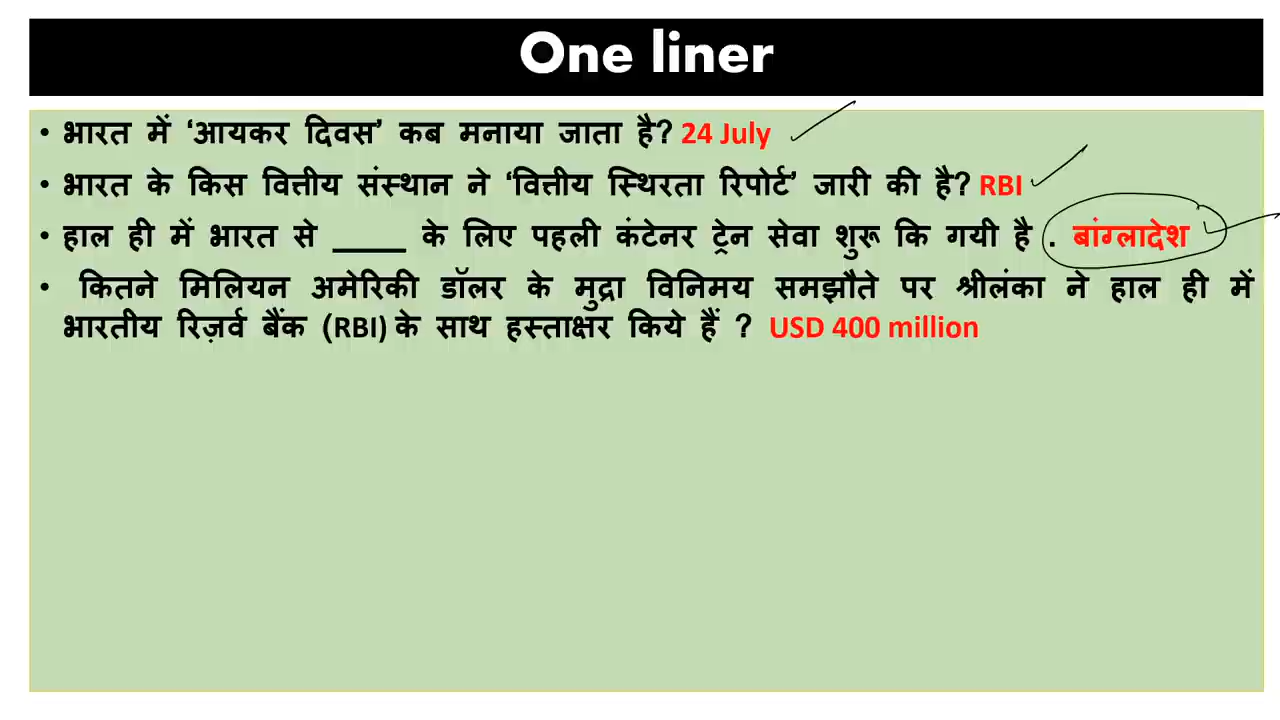 One liner
• भारत में ‘आयकर दिवस’ कब मनाया जाता है? 24 July
• भारत के किस वित्तीय संस्थान ने ‘वित्तीय स्थिरता रिपोर्ट’ जारी की है? RBI
• हाल ही में भारत से _____ के लिए पहली कंटेनर ट्रेन सेवा शुरू कि गयी है . बांग्लादेश
• कितने मिलियन अमेरिकी डॉलर के मुद्रा विनिमय समझौते पर श्रीलंका ने हाल ही में
भारतीय रिज़र्व बैंक (RBI) के साथ हस्ताक्षर किये हैं ? USD 400 million